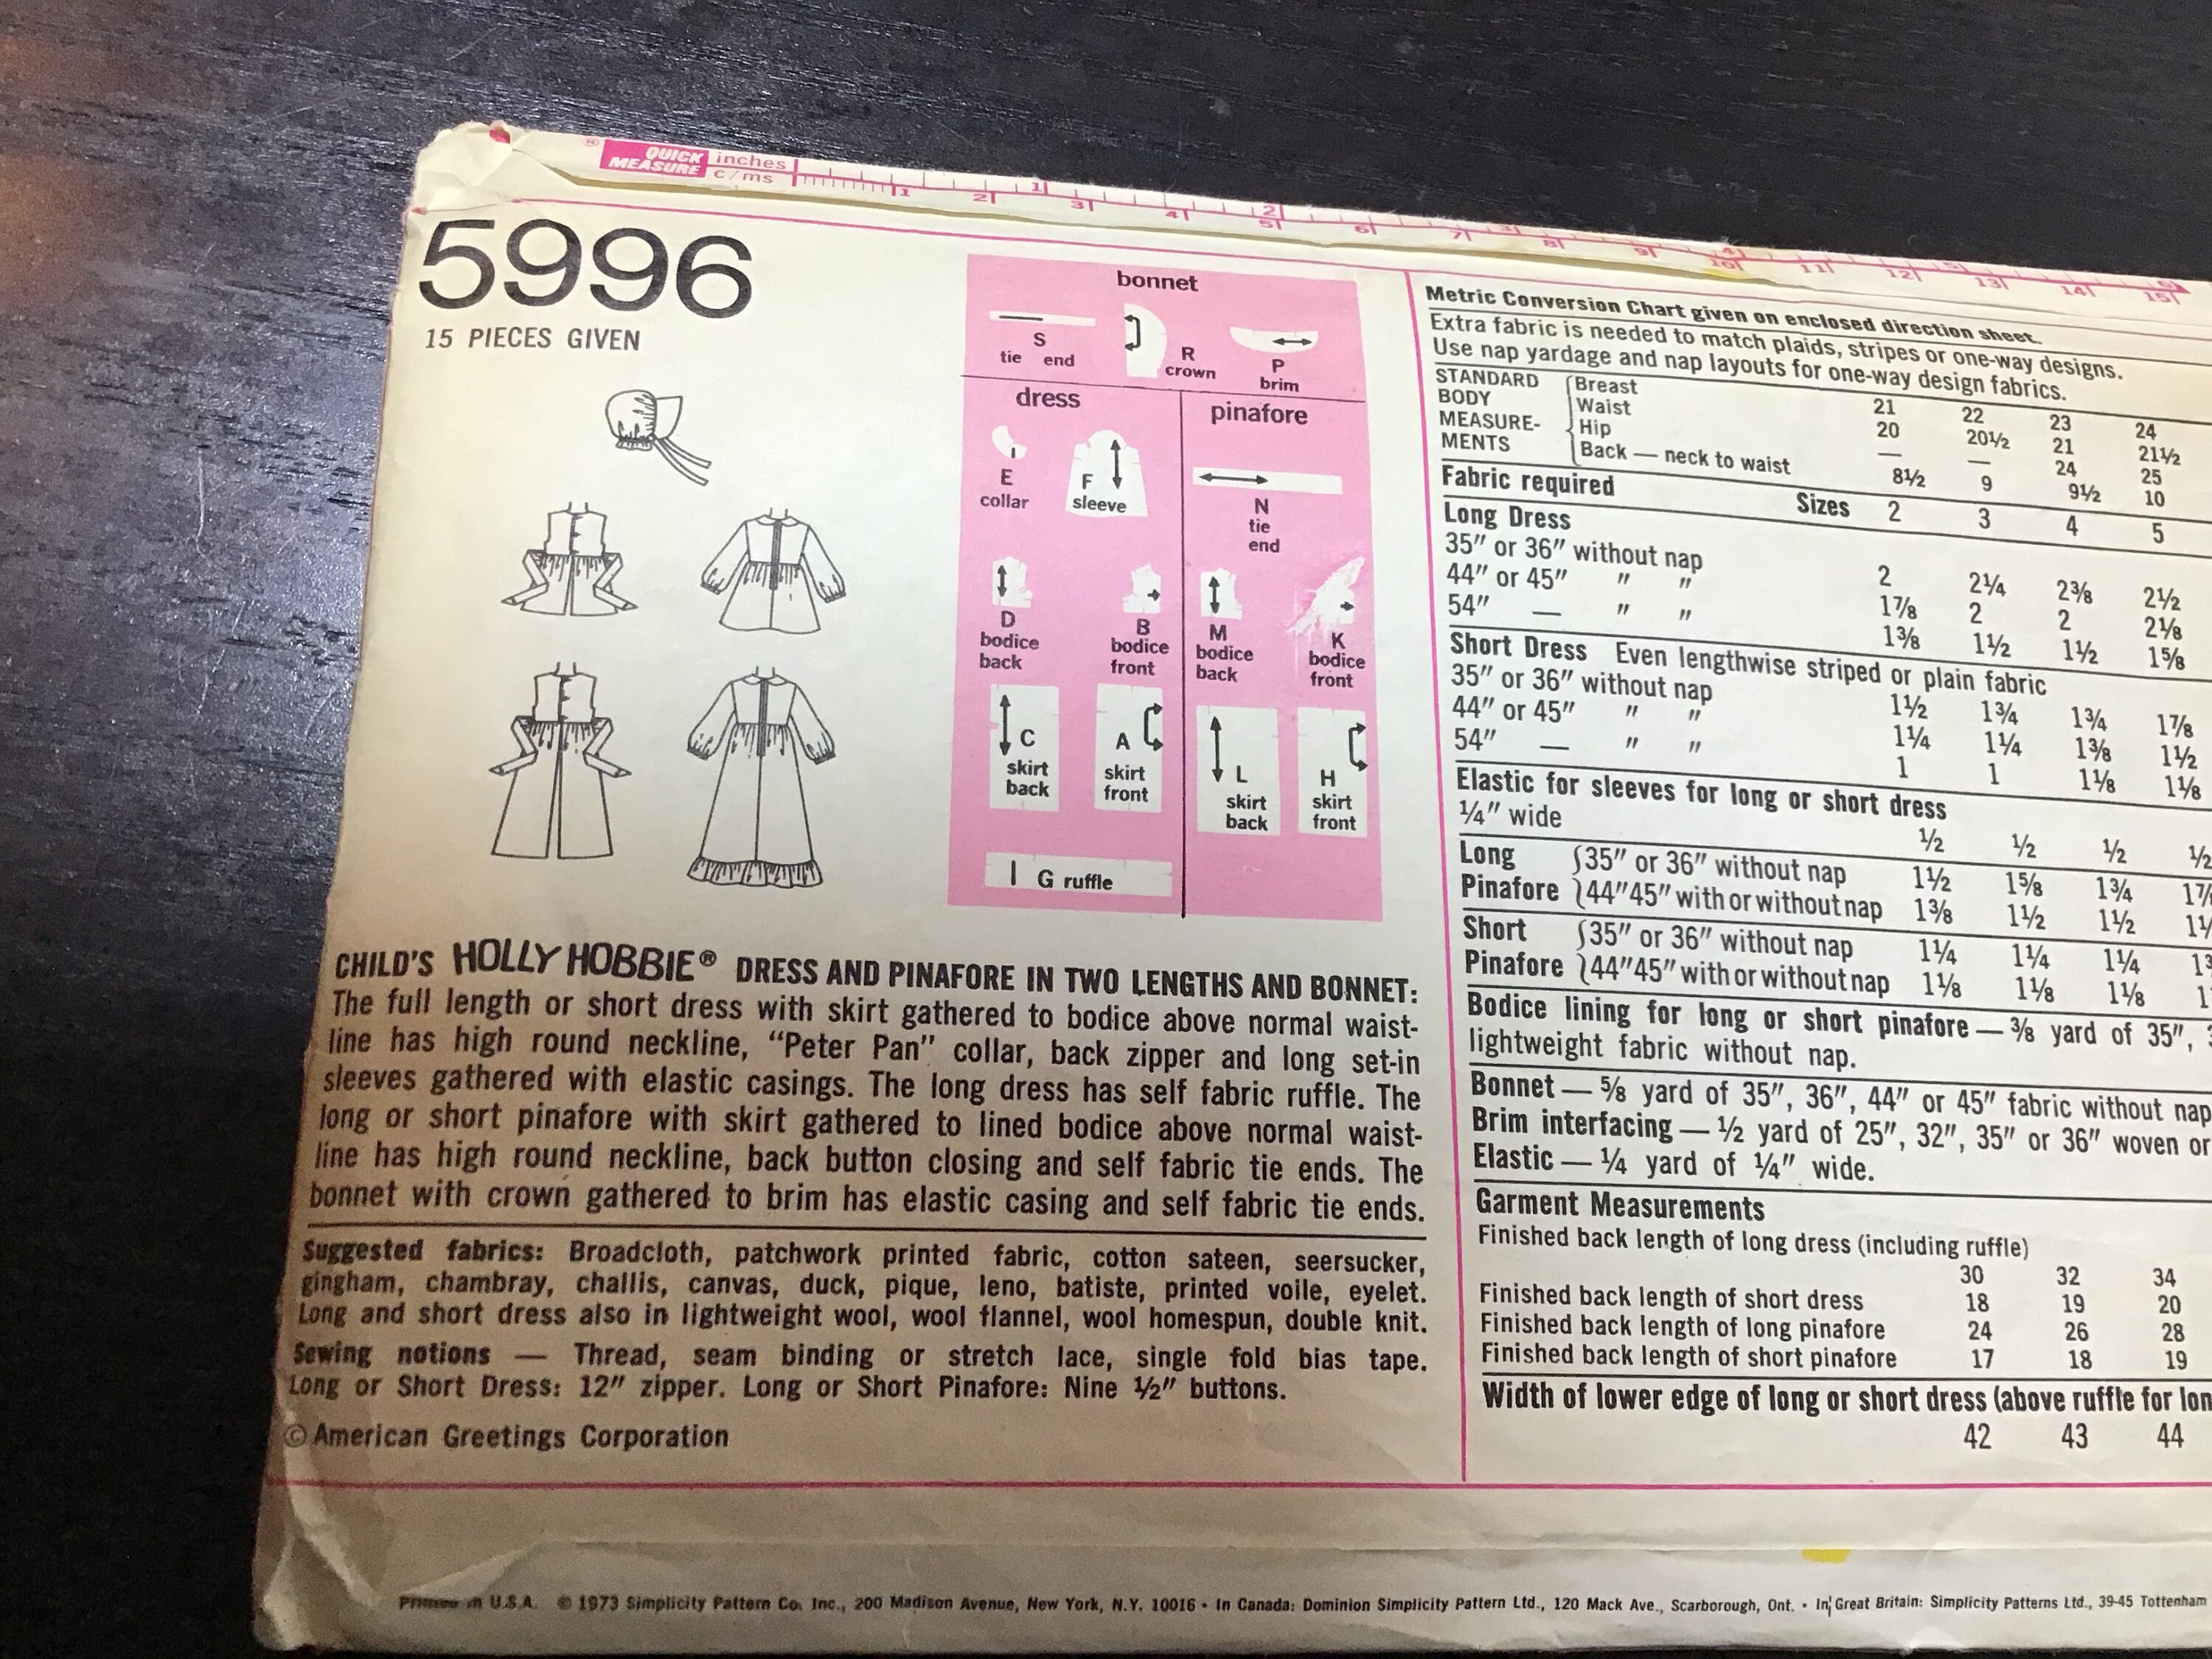 ® QUICK MEASURE inches c/ms
1 2 3 4 5
1 2 3 4 5 6 7 8 9 10 11 12 13 14 15
5996
15 PIECES GIVEN
bonnet
S tie end
R crown
P brim
dress
E collar
F sleeve
D bodice back
B bodice front
C skirt back
A skirt front
G ruffle
pinafore
N tie end
M bodice back
K bodice front
L skirt back
H skirt front
CHILD'S HOLLY HOBBIE® DRESS AND PINAFORE IN TWO LENGTHS AND BONNET:
The full length or short dress with skirt gathered to bodice above normal waist-
line has high round neckline, "Peter Pan" collar, back zipper and long set-in
sleeves gathered with elastic casings. The long dress has self fabric ruffle. The
long or short pinafore with skirt gathered to lined bodice above normal waist-
line has high round neckline, back button closing and self fabric tie ends. The
bonnet with crown gathered to brim has elastic casing and self fabric tie ends.
Suggested fabrics: Broadcloth, patchwork printed fabric, cotton sateen, seersucker,
gingham, chambray, challis, canvas, duck, pique, leno, batiste, printed voile, eyelet.
Long and short dress also in lightweight wool, wool flannel, wool homespun, double knit.
Sewing notions — Thread, seam binding or stretch lace, single fold bias tape.
Long or Short Dress: 12" zipper. Long or Short Pinafore: Nine ½" buttons.
© American Greetings Corporation
Metric Conversion Chart given on enclosed direction sheet.
Extra fabric is needed to match plaids, stripes or one-way designs.
Use nap yardage and nap layouts for one-way design fabrics.
STANDARD BODY MEASURE- MENTS
Breast 21 22 23 24
Waist 20 20½ 21 21½
Hip — — 24 25
Back — neck to waist 8½ 9 9½ 10
Fabric required Sizes 2 3 4 5
Long Dress
35" or 36" without nap 2 2¼ 2⅜ 2½
44" or 45" " " 1⅞ 2 2 2⅛
54" — " " 1⅜ 1½ 1½ 1⅝
Short Dress Even lengthwise striped or plain fabric
35" or 36" without nap 1½ 1¾ 1¾ 1⅞
44" or 45" " " 1¼ 1¼ 1⅜ 1½
54" — " " 1 1 1⅛ 1⅛
Elastic for sleeves for long or short dress
¼" wide ½ ½ ½ ½
Long Pinafore
35" or 36" without nap 1½ 1⅝ 1¾
44"45" with or without nap 1⅜ 1½ 1½
Short Pinafore
35" or 36" without nap 1¼ 1¼ 1¼
44"45" with or without nap 1⅛ 1⅛ 1⅛
Bodice lining for long or short pinafore — ⅜ yard of 35",
lightweight fabric without nap.
Bonnet — ⅝ yard of 35", 36", 44" or 45" fabric without nap
Brim interfacing — ½ yard of 25", 32", 35" or 36" woven or
Elastic — ¼ yard of ¼" wide.
Garment Measurements
Finished back length of long dress (including ruffle)
30 32 34
Finished back length of short dress 18 19 20
Finished back length of long pinafore 24 26 28
Finished back length of short pinafore 17 18 19
Width of lower edge of long or short dress (above ruffle for lon
42 43 44
Printed in U.S.A. © 1973 Simplicity Pattern Co. Inc., 200 Madison Avenue, New York, N.Y. 10016 • In Canada: Dominion Simplicity Pattern Ltd., 120 Mack Ave., Scarborough, Ont. • In Great Britain: Simplicity Patterns Ltd., 39-45 Tottenham